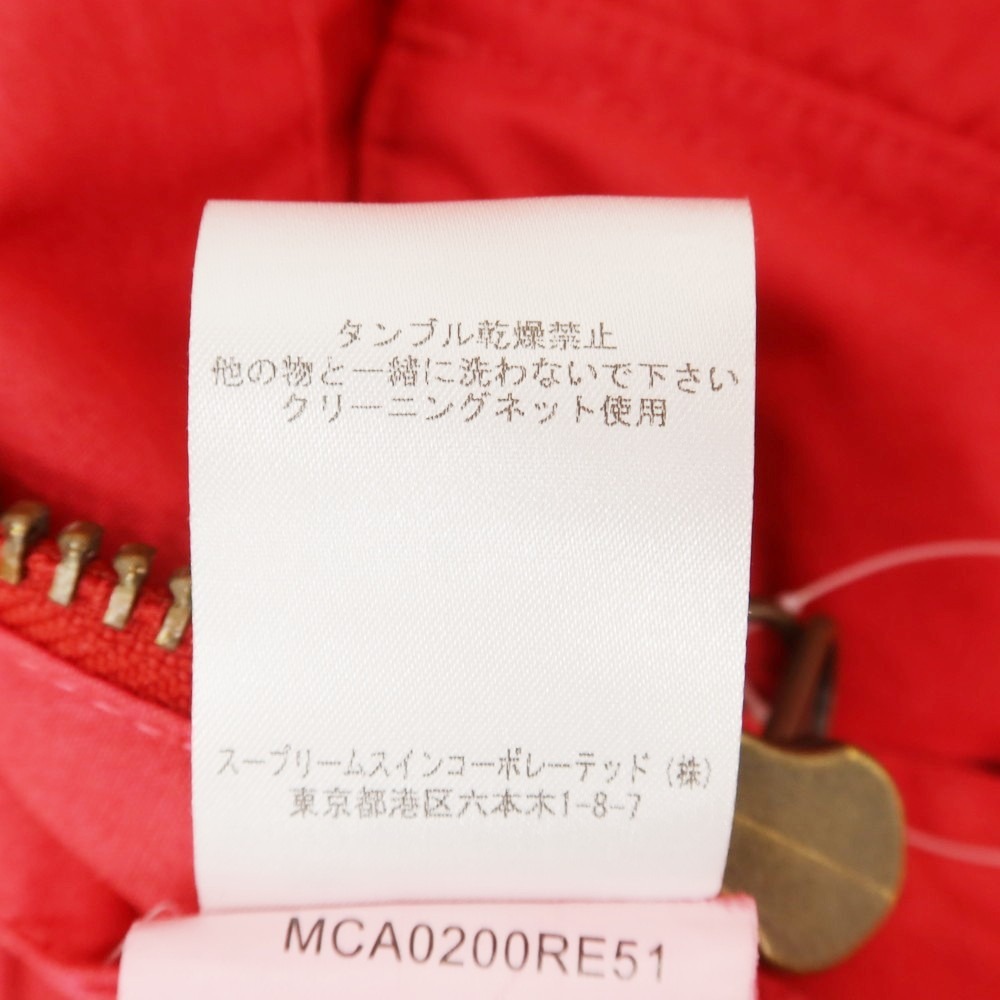 タンブル乾燥禁止
他の物と一緒に洗わないで下さい
クリーニングネット使用
スープリームスインコーポレーテッド（株）
東京都港区六本木1-8-7
MCA0200RE51